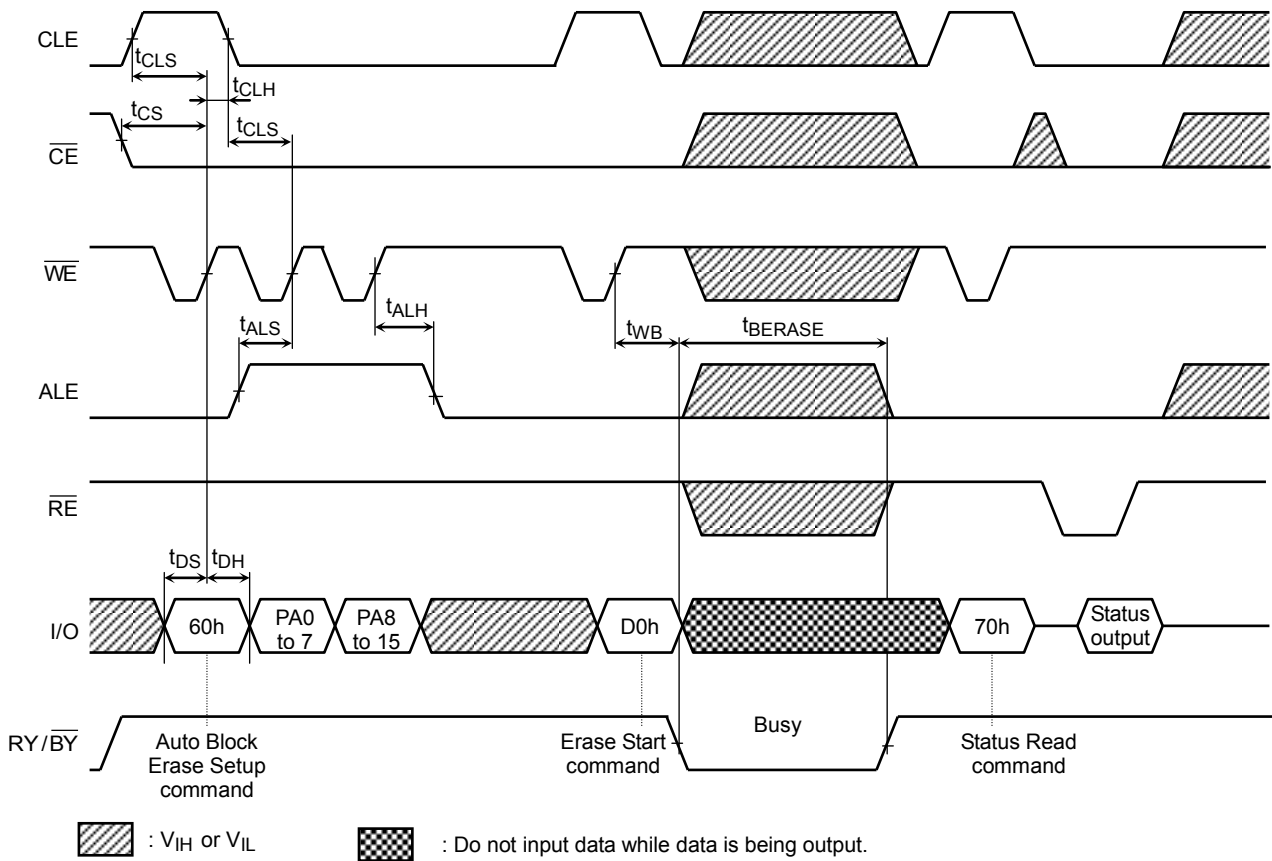 CLE
tCLS
tCLH
tCS
tCLS
CE
WE
tALS
tALH
tWB
tBERASE
ALE
RE
tDS
tDH
I/O
60h
PA0
to 7
PA8
to 15
D0h
70h
Status
output
RY/BY
Busy
Auto Block
Erase Setup
command
Erase Start
command
Status Read
command
: VIH or VIL
: Do not input data while data is being output.